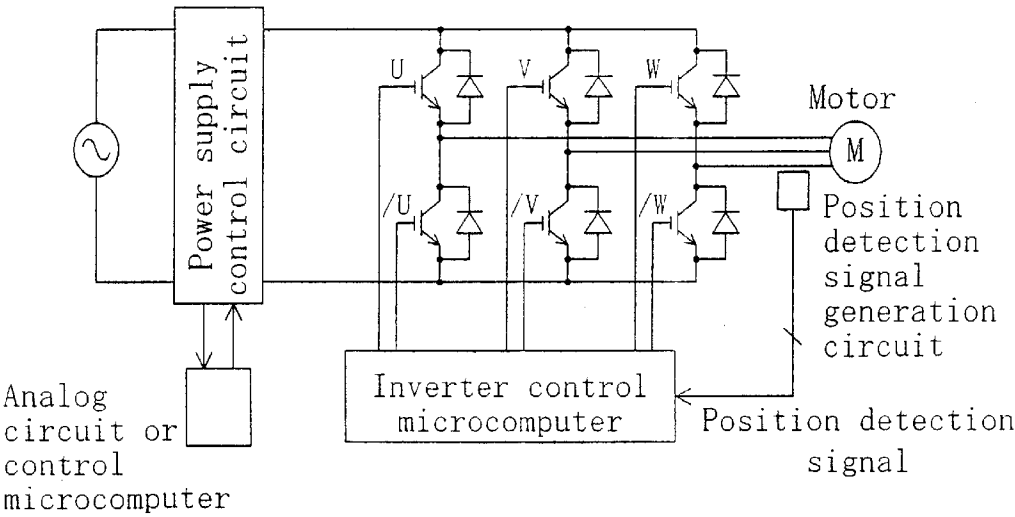 Power supply
control circuit
U
V
W
Motor
M
/U
/V
/W
Position
detection
signal
generation
circuit
Inverter control
microcomputer
Analog
circuit or
control
microcomputer
Position detection
signal